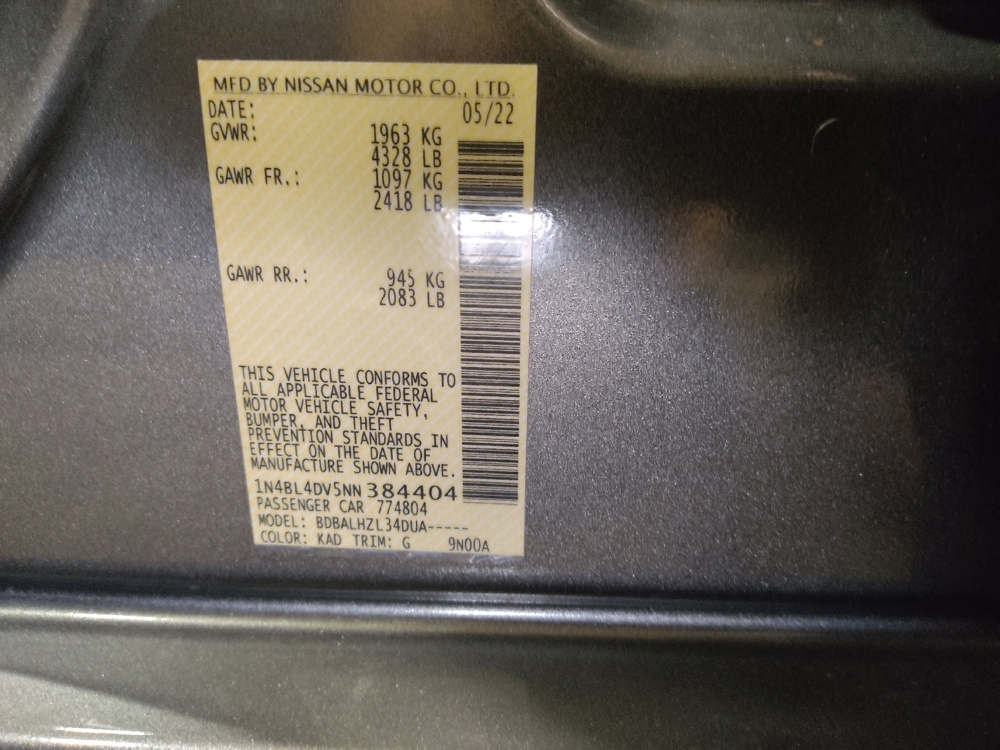 MFD BY NISSAN MOTOR CO., LTD.
DATE: 05/22
GVWR: 1963 KG
4328 LB
GAWR FR.: 1097 KG
2418 LB
GAWR RR.: 945 KG
2083 LB
THIS VEHICLE CONFORMS TO
ALL APPLICABLE FEDERAL
MOTOR VEHICLE SAFETY,
BUMPER, AND THEFT
PREVENTION STANDARDS IN
EFFECT ON THE DATE OF
MANUFACTURE SHOWN ABOVE.
1N4BL4DV5NN384404
PASSENGER CAR 774804
MODEL: BDBALHZL34DUA-----
COLOR: KAD TRIM: G 9N00A